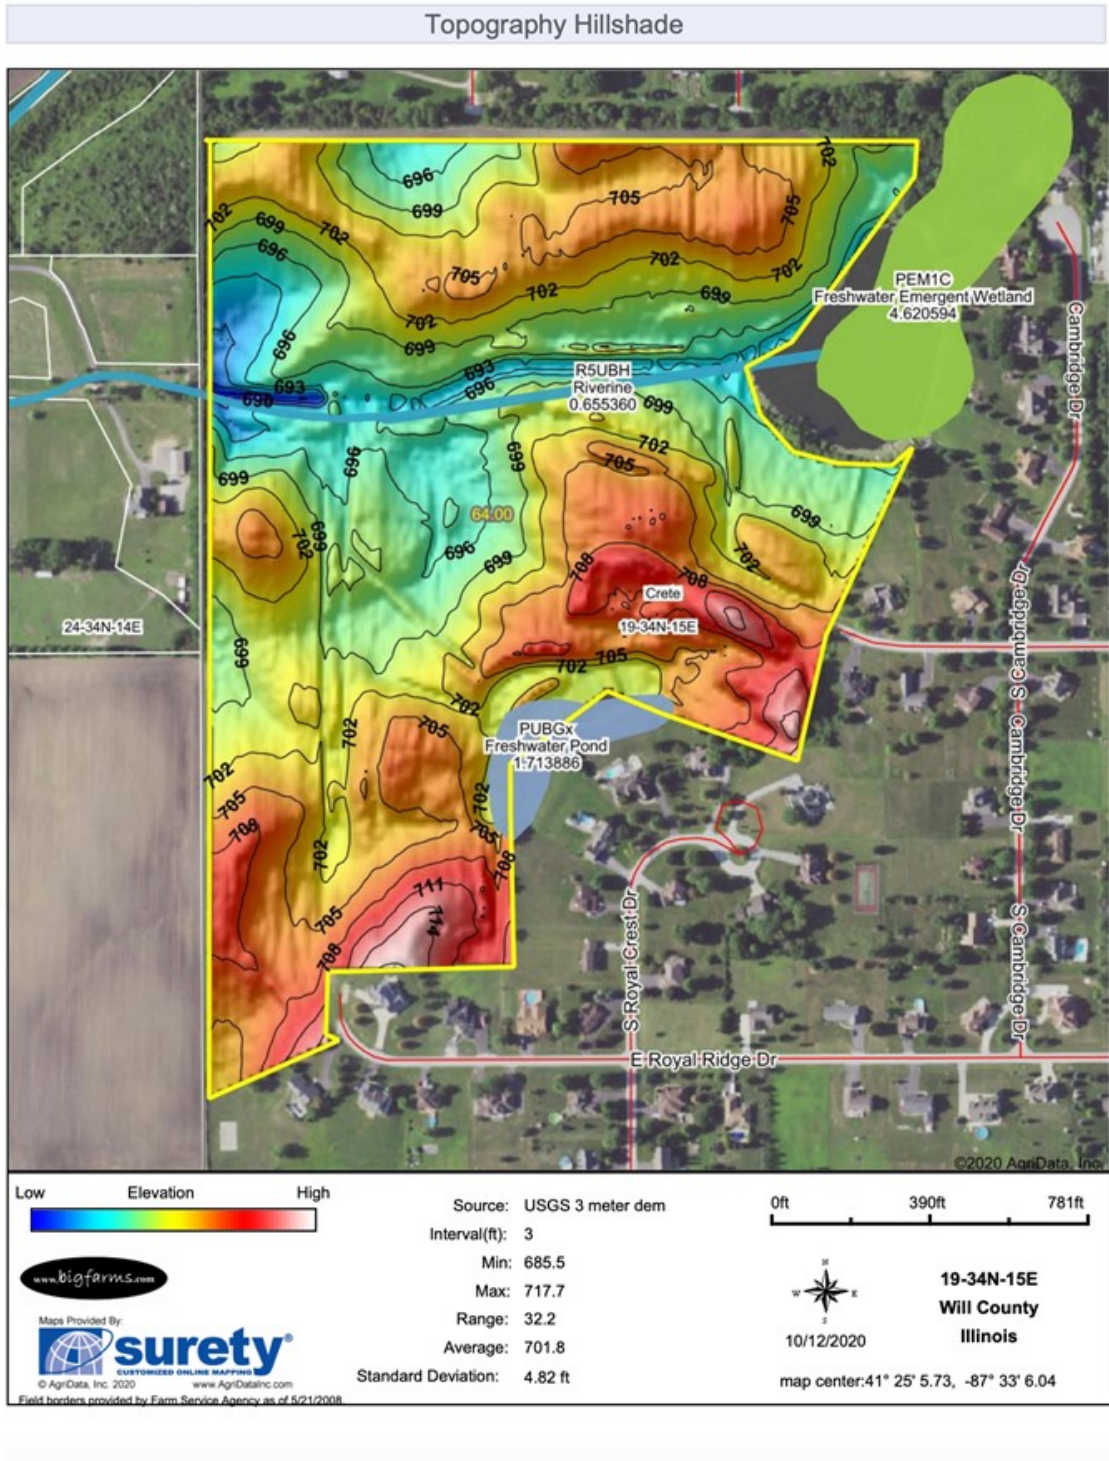 Topography Hillshade
702
696
699
705
702
705
702
699
702
696
705
702
702
702
699
696
702
699
693
696
693
690
PEM1C
Freshwater Emergent Wetland
4.620594
R5UBH
Riverine
0.655360
Cambridge Dr
699
702
705
699
696
699
64.00
699
702
699
696
699
702
708
708
Crete
19-34N-15E
24-34N-14E
669
702
705
702
702
705
PUBGx
Freshwater Pond
1.713886
702
705
708
702
705
708
702
711
714
705
708
S Cambridge Dr
S Cambridge Dr
S Royal Crest Dr
E Royal Ridge Dr
©2020 AgriData, Inc.
Low Elevation High
www.bigfarms.com
Maps Provided By:
surety®
CUSTOMIZED ONLINE MAPPING
© AgriData, Inc. 2020 www.AgriDataInc.com
Field borders provided by Farm Service Agency as of 5/21/2008.
Source: USGS 3 meter dem
Interval(ft): 3
Min: 685.5
Max: 717.7
Range: 32.2
Average: 701.8
Standard Deviation: 4.82 ft
0ft 390ft 781ft
N
W E
S
10/12/2020
19-34N-15E
Will County
Illinois
map center:41° 25' 5.73, -87° 33' 6.04